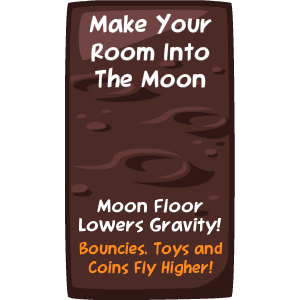 Make Your
Room Into
The Moon
Moon Floor
Lowers Gravity!
Bouncies, Toys and
Coins Fly Higher!